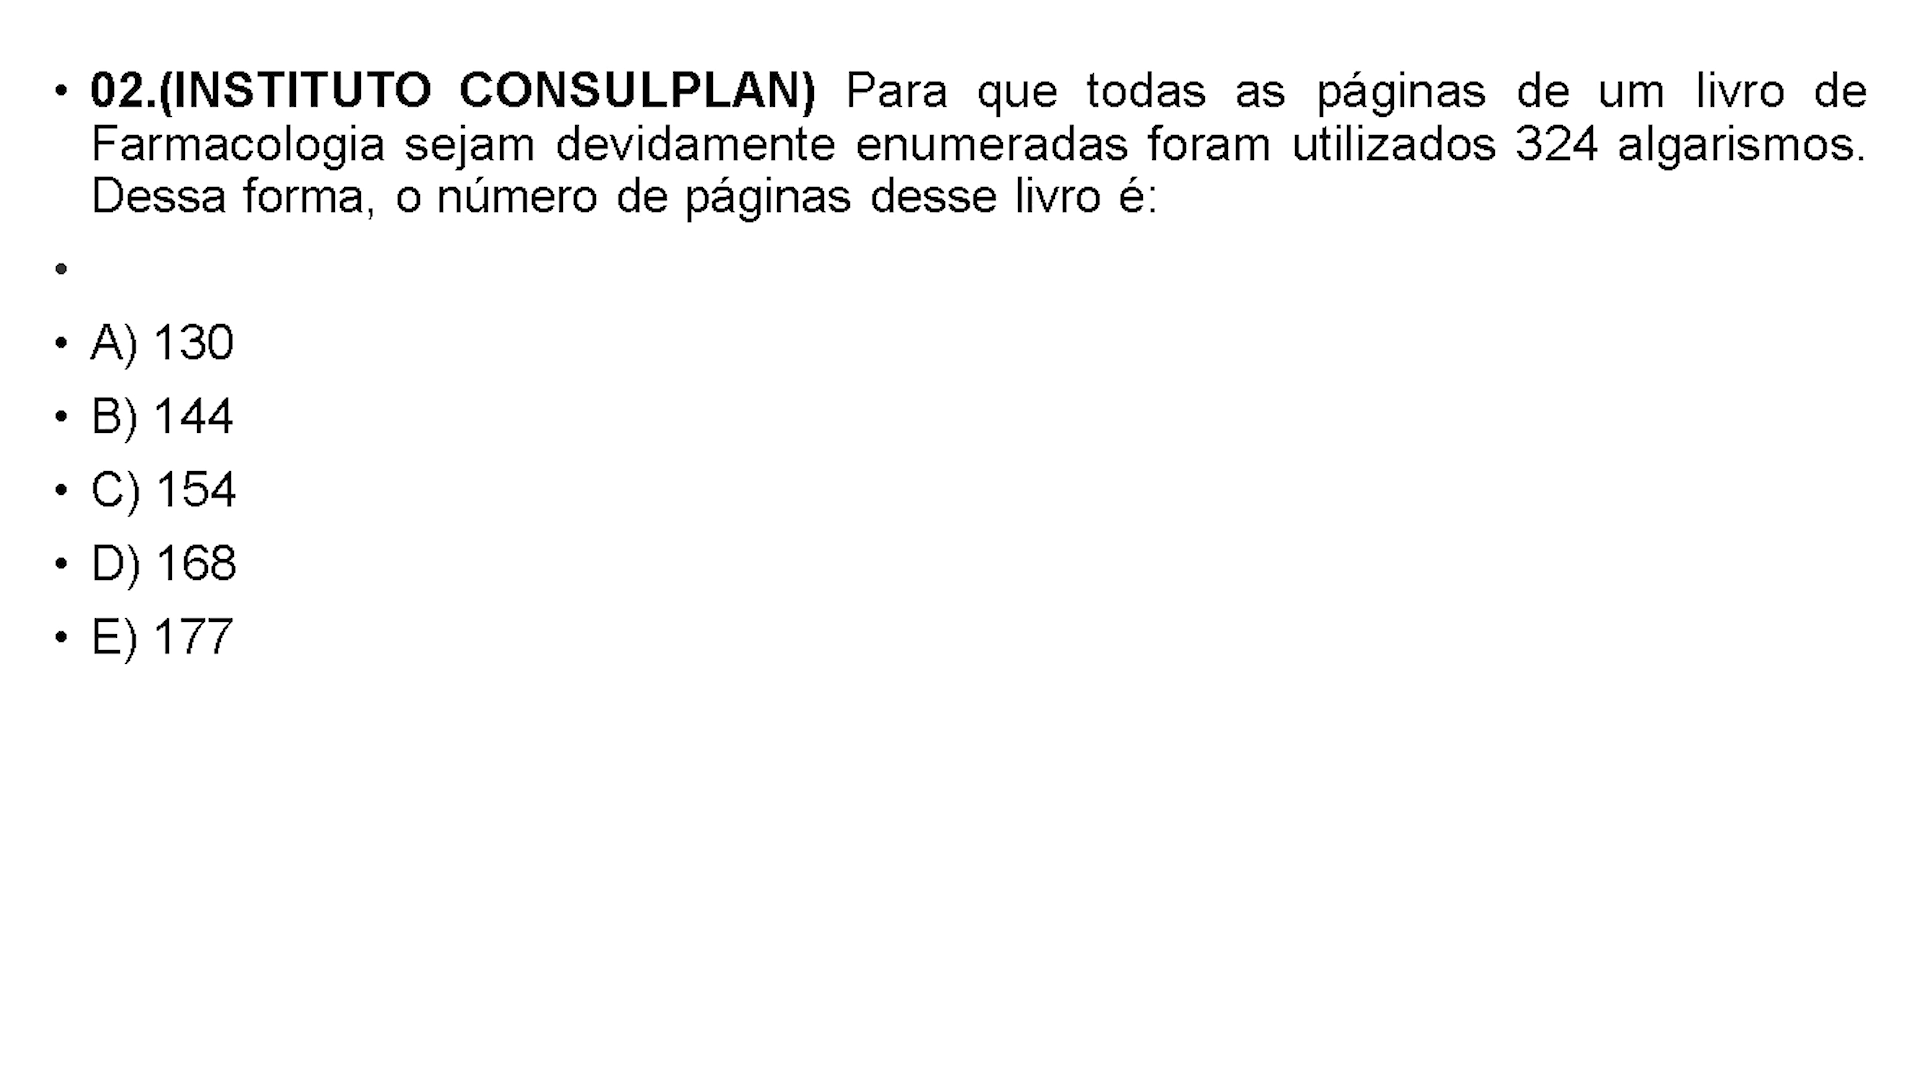 • 02.(INSTITUTO CONSULPLAN) Para que todas as páginas de um livro de
Farmacologia sejam devidamente enumeradas foram utilizados 324 algarismos.
Dessa forma, o número de páginas desse livro é:
•
• A) 130
• B) 144
• C) 154
• D) 168
• E) 177